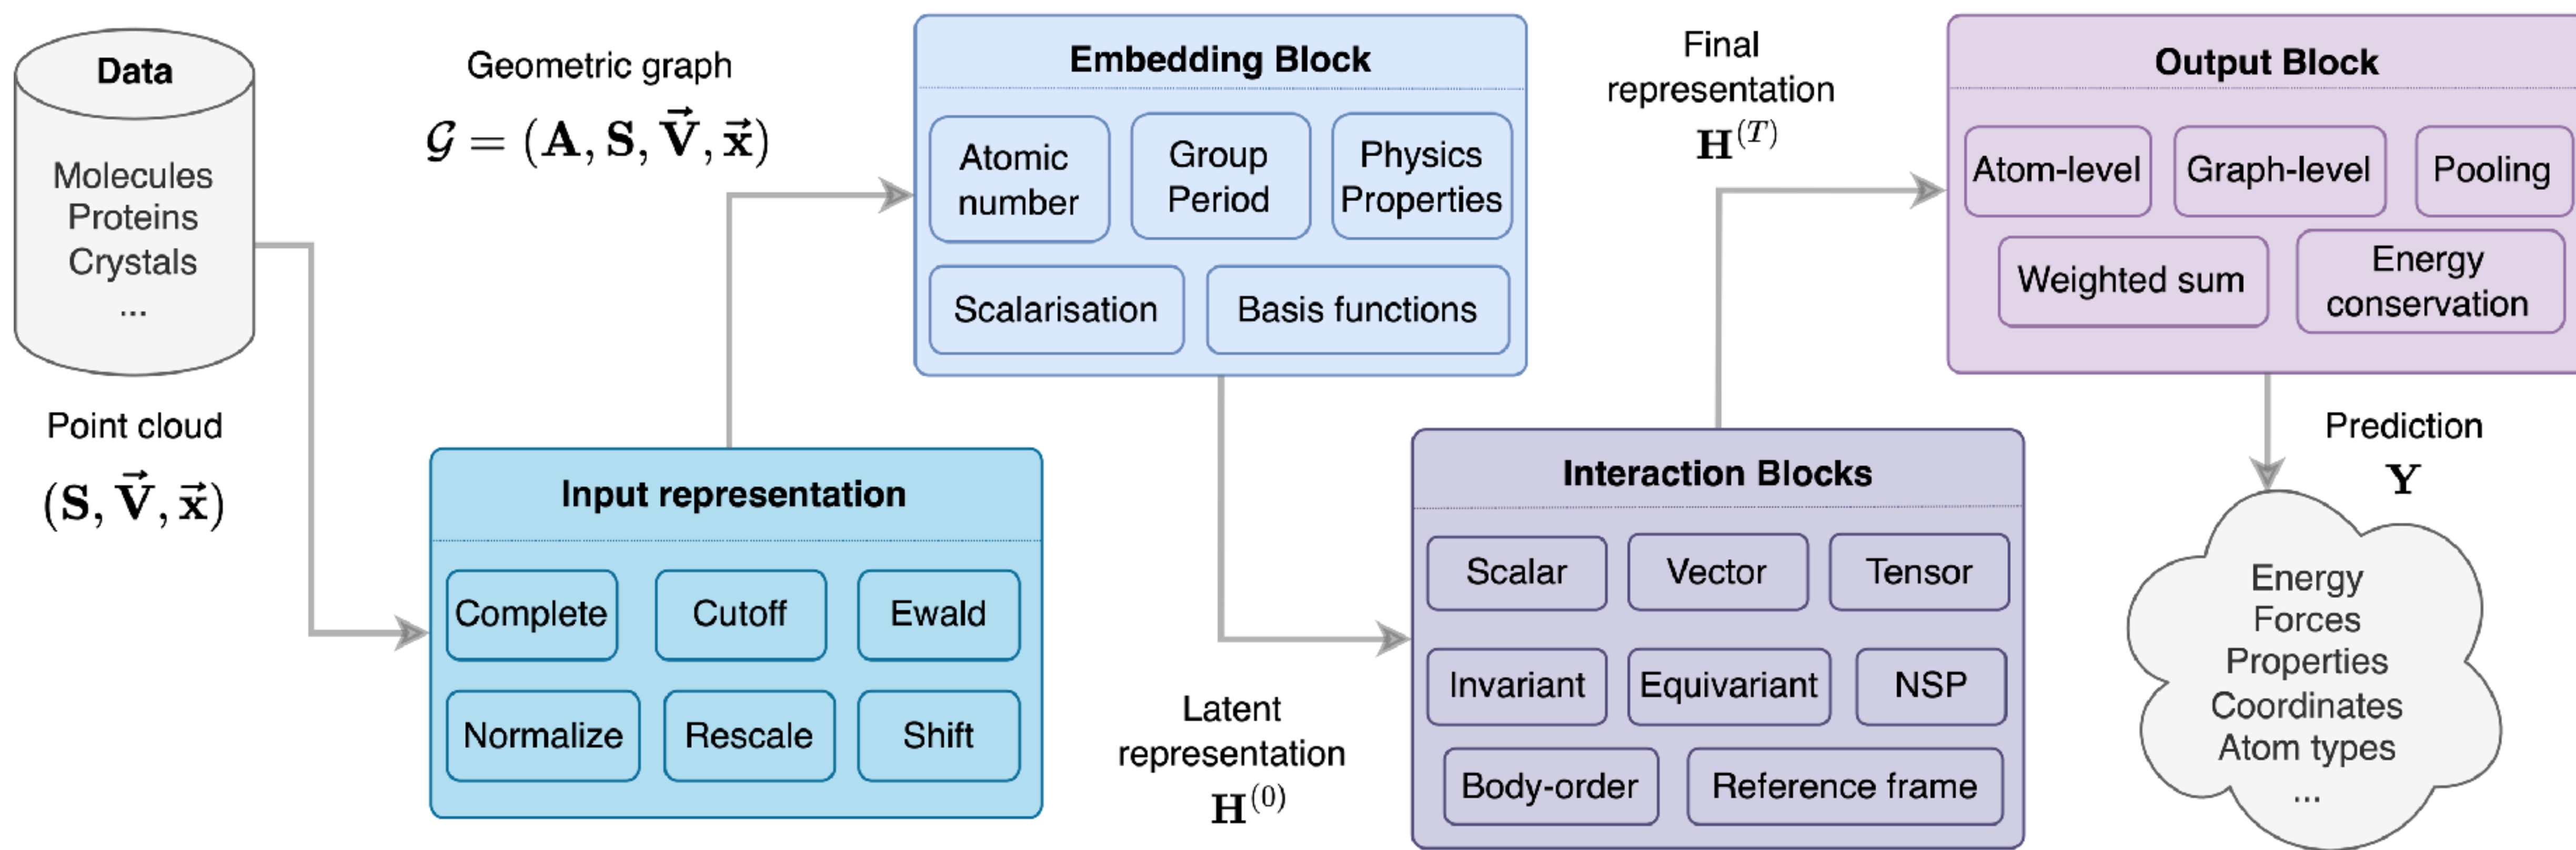 Data
Molecules
Proteins
Crystals
...
Point cloud
(S, V⃗, x⃗)
Geometric graph
𝒢 = (A, S, V⃗, x⃗)
Input representation
Complete
Cutoff
Ewald
Normalize
Rescale
Shift
Embedding Block
Atomic
number
Group
Period
Physics
Properties
Scalarisation
Basis functions
Latent
representation
H⁽⁰⁾
Interaction Blocks
Scalar
Vector
Tensor
Invariant
Equivariant
NSP
Body-order
Reference frame
Final
representation
H⁽ᵀ⁾
Output Block
Atom-level
Graph-level
Pooling
Weighted sum
Energy
conservation
Prediction
Y
Energy
Forces
Properties
Coordinates
Atom types
...